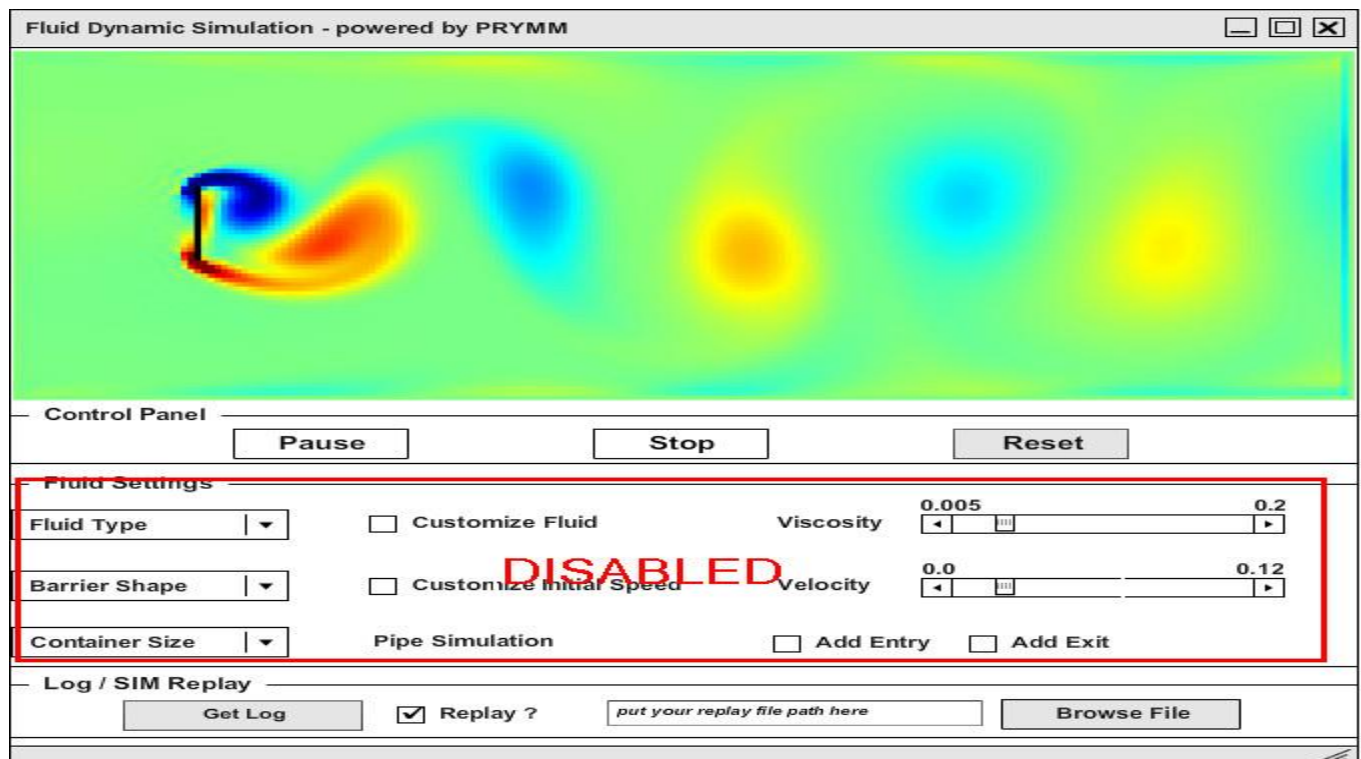 Fluid Dynamic Simulation - powered by PRYMM
Control Panel
Pause Stop Reset
Fluid Settings
0.005 0.2
Fluid Type Customize Fluid Viscosity
DISABLED
0.0 0.12
Barrier Shape Customize Initial Speed Velocity
Container Size Pipe Simulation Add Entry Add Exit
Log / SIM Replay
Get Log Replay ? put your replay file path here Browse File